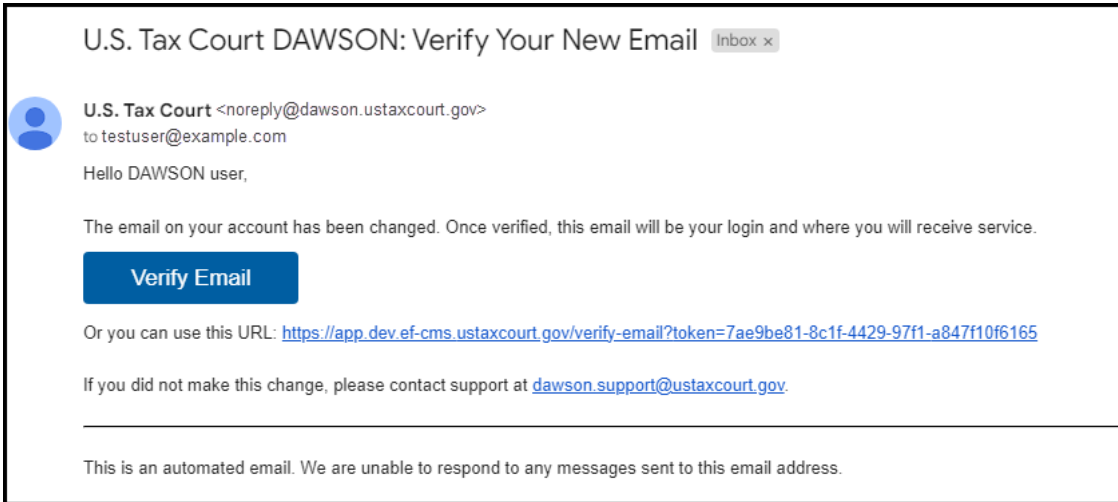 U.S. Tax Court DAWSON: Verify Your New Email Inbox ×
U.S. Tax Court <noreply@dawson.ustaxcourt.gov>
to testuser@example.com
Hello DAWSON user,
The email on your account has been changed. Once verified, this email will be your login and where you will receive service.
Verify Email
Or you can use this URL: https://app.dev.ef-cms.ustaxcourt.gov/verify-email?token=7ae9be81-8c1f-4429-97f1-a847f10f6165
If you did not make this change, please contact support at dawson.support@ustaxcourt.gov.
This is an automated email. We are unable to respond to any messages sent to this email address.